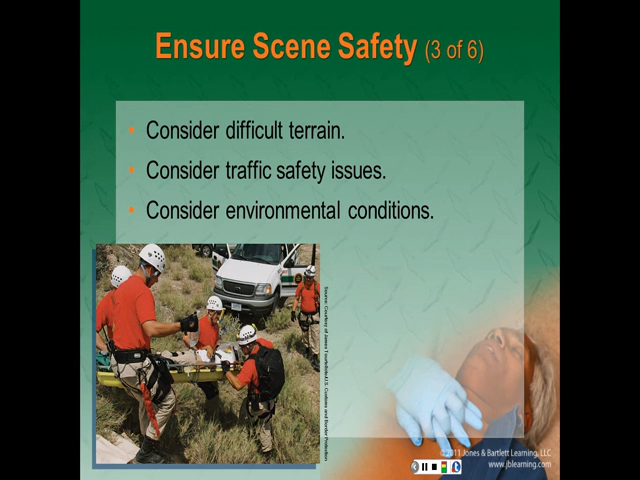 Ensure Scene Safety (3 of 6)
• Consider difficult terrain.
• Consider traffic safety issues.
• Consider environmental conditions.
Source: Courtesy of James Tourtellotte/U.S. Customs and Border Protection
©2011 Jones & Bartlett Learning, LLC
www.jblearning.com